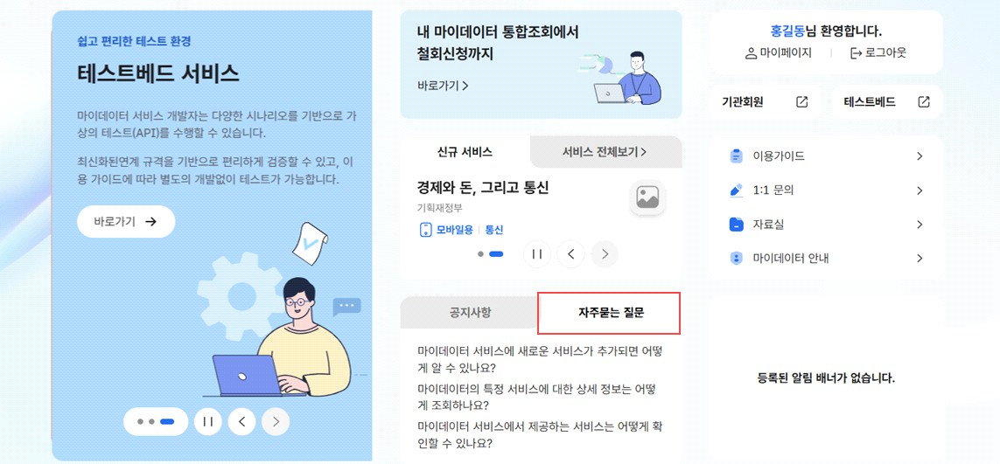 쉽고 편리한 테스트 환경
테스트베드 서비스
마이데이터 서비스 개발자는 다양한 시나리오를 기반으로 가
상의 테스트(API)를 수행할 수 있습니다.
최신화된연계 규격을 기반으로 편리하게 검증할 수 있고, 이
용 가이드에 따라 별도의 개발없이 테스트가 가능합니다.
바로가기
내 마이데이터 통합조회에서
철회신청까지
바로가기
신규 서비스
서비스 전체보기
경제와 돈, 그리고 통신
기획재정부
모바일용
통신
공지사항
자주묻는 질문
마이데이터 서비스에 새로운 서비스가 추가되면 어떻
게 알 수 있나요?
마이데이터의 특정 서비스에 대한 상세 정보는 어떻
게 조회하나요?
마이데이터 서비스에서 제공하는 서비스는 어떻게 확
인할 수 있나요?
홍길동님 환영합니다.
마이페이지
로그아웃
기관회원
테스트베드
이용가이드
1:1 문의
자료실
마이데이터 안내
등록된 알림 배너가 없습니다.